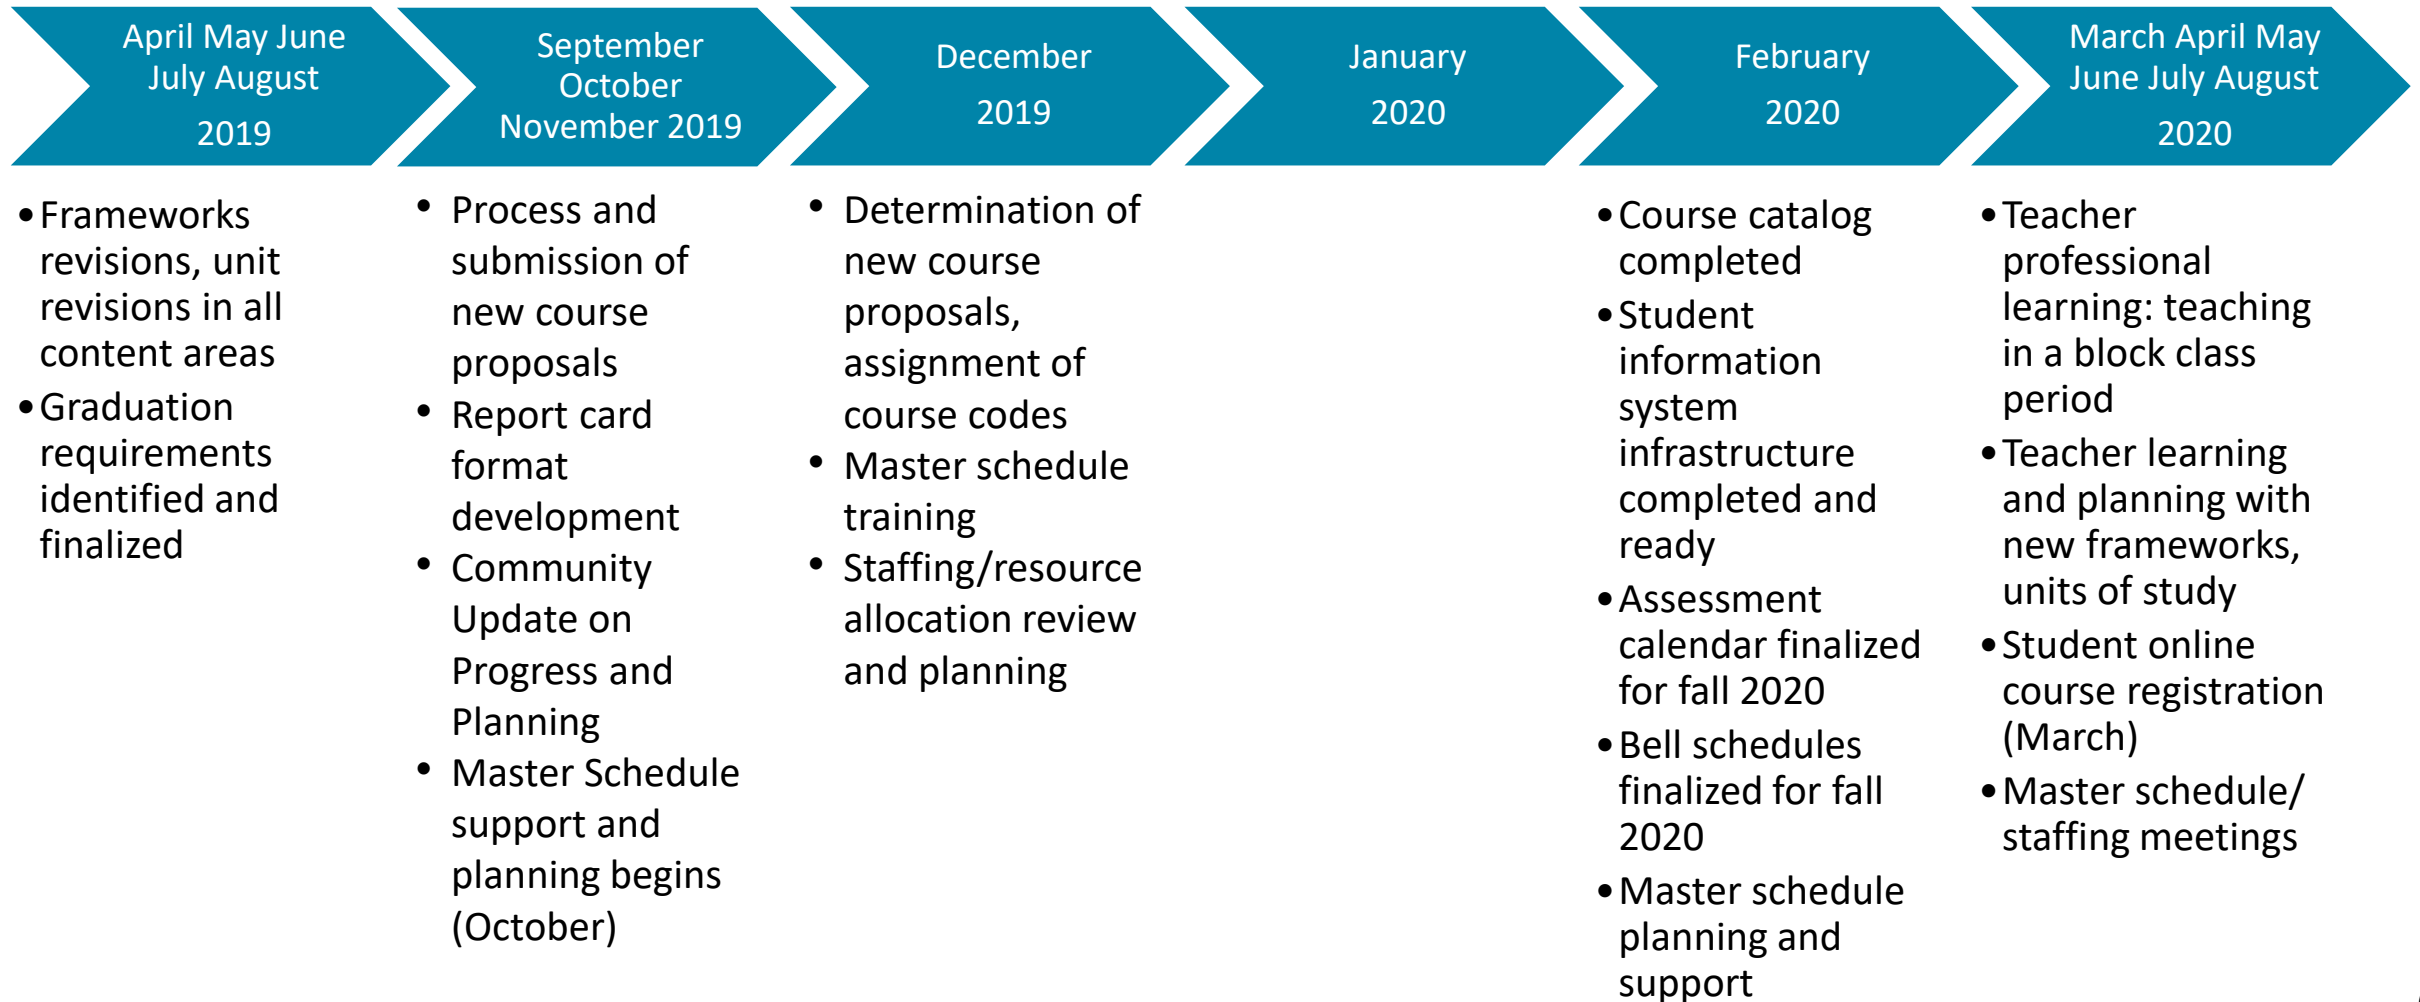 April May June
July August
2019
September
October
November 2019
December
2019
January
2020
February
2020
March April May
June July August
2020
•Frameworks
revisions, unit
revisions in all
content areas
•Graduation
requirements
identified and
finalized
• Process and
submission of
new course
proposals
• Report card
format
development
• Community
Update on
Progress and
Planning
• Master Schedule
support and
planning begins
(October)
• Determination of
new course
proposals,
assignment of
course codes
• Master schedule
training
• Staffing/resource
allocation review
and planning
•Course catalog
completed
•Student
information
system
infrastructure
completed and
ready
•Assessment
calendar finalized
for fall 2020
•Bell schedules
finalized for fall
2020
•Master schedule
planning and
support
•Teacher
professional
learning: teaching
in a block class
period
•Teacher learning
and planning with
new frameworks,
units of study
•Student online
course registration
(March)
•Master schedule/
staffing meetings